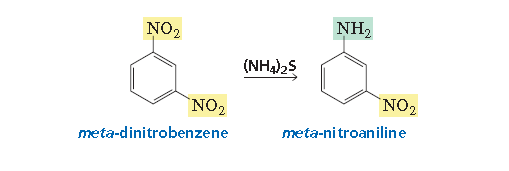 NO₂ NH₂
(NH₄)₂S
NO₂ NO₂
meta-dinitrobenzene meta-nitroaniline